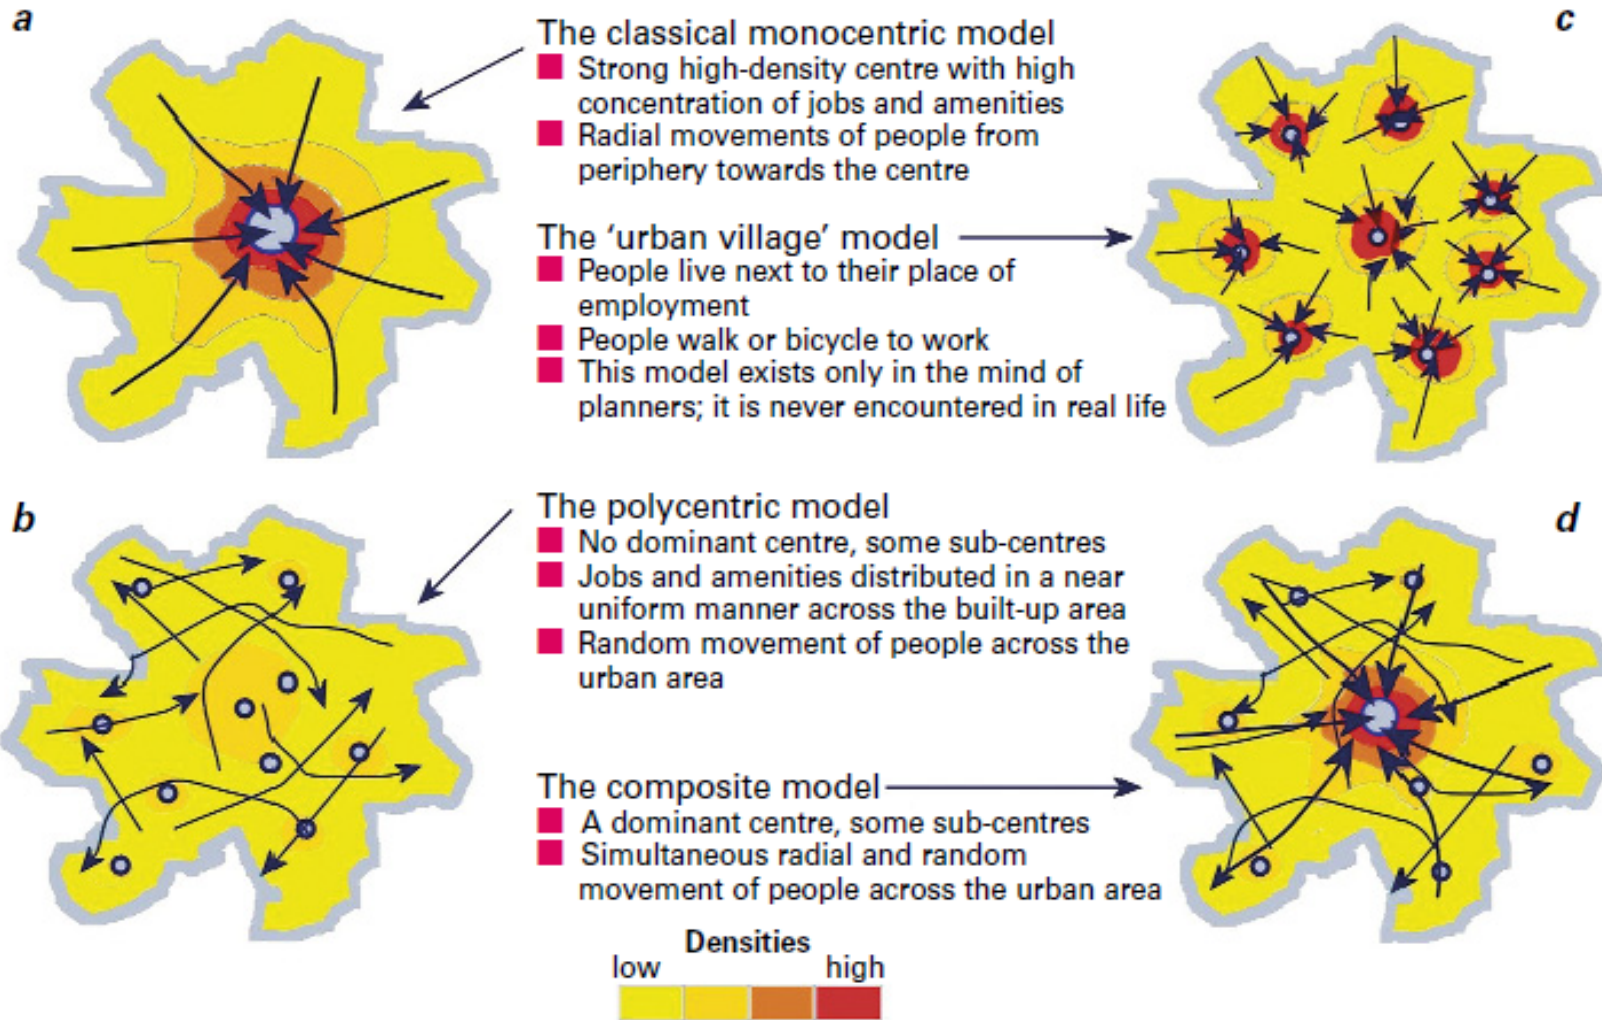 a
The classical monocentric model
Strong high-density centre with high
concentration of jobs and amenities
Radial movements of people from
periphery towards the centre
c
The ‘urban village’ model
People live next to their place of
employment
People walk or bicycle to work
This model exists only in the mind of
planners; it is never encountered in real life
b
The polycentric model
No dominant centre, some sub-centres
Jobs and amenities distributed in a near
uniform manner across the built-up area
Random movement of people across the
urban area
d
The composite model
A dominant centre, some sub-centres
Simultaneous radial and random
movement of people across the urban area
Densities
low high